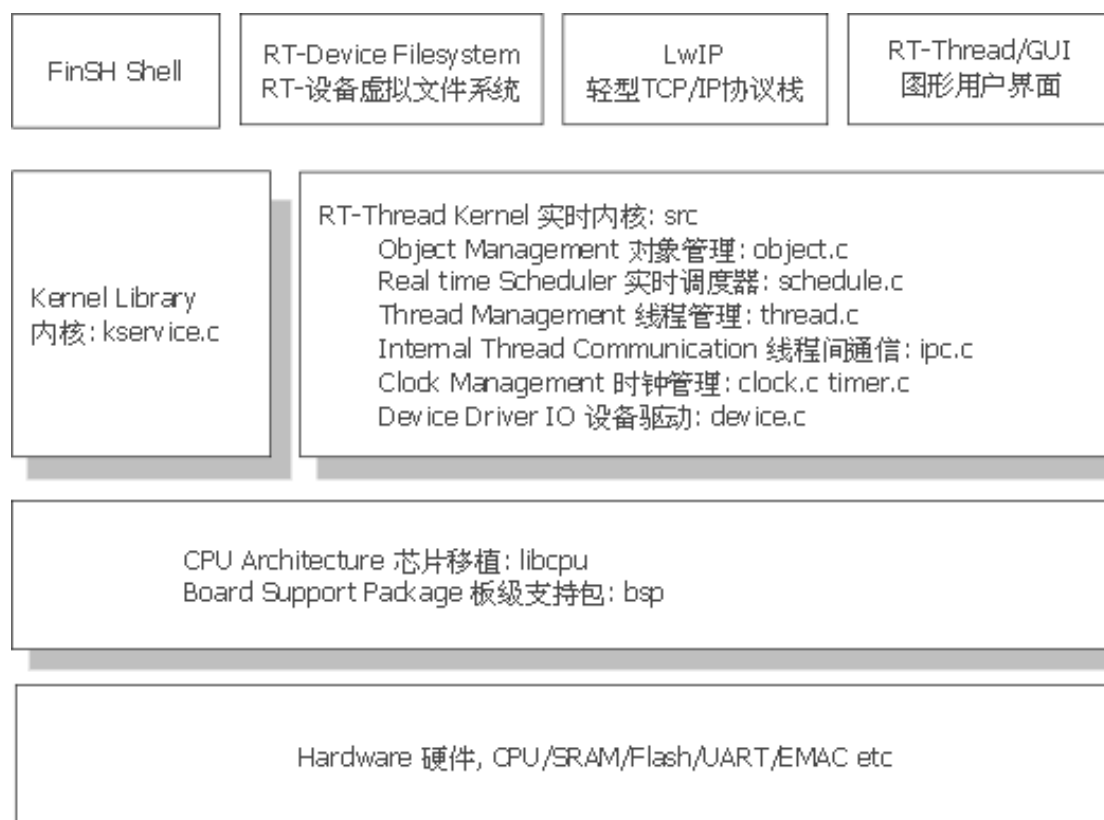 FinSH Shell
RT-Device Filesystem
RT-设备虚拟文件系统
LwIP
轻型TCP/IP协议栈
RT-Thread/GUI
图形用户界面
Kernel Library
内核: kservice.c
RT-Thread Kernel 实时内核: src
Object Management 对象管理: object.c
Real time Scheduler 实时调度器: schedule.c
Thread Management 线程管理: thread.c
Internal Thread Communication 线程间通信: ipc.c
Clock Management 时钟管理: clock.c timer.c
Device Driver IO 设备驱动: device.c
CPU Architecture 芯片移植: libcpu
Board Support Package 板级支持包: bsp
Hardware 硬件, CPU/SRAM/Flash/UART/EMAC etc